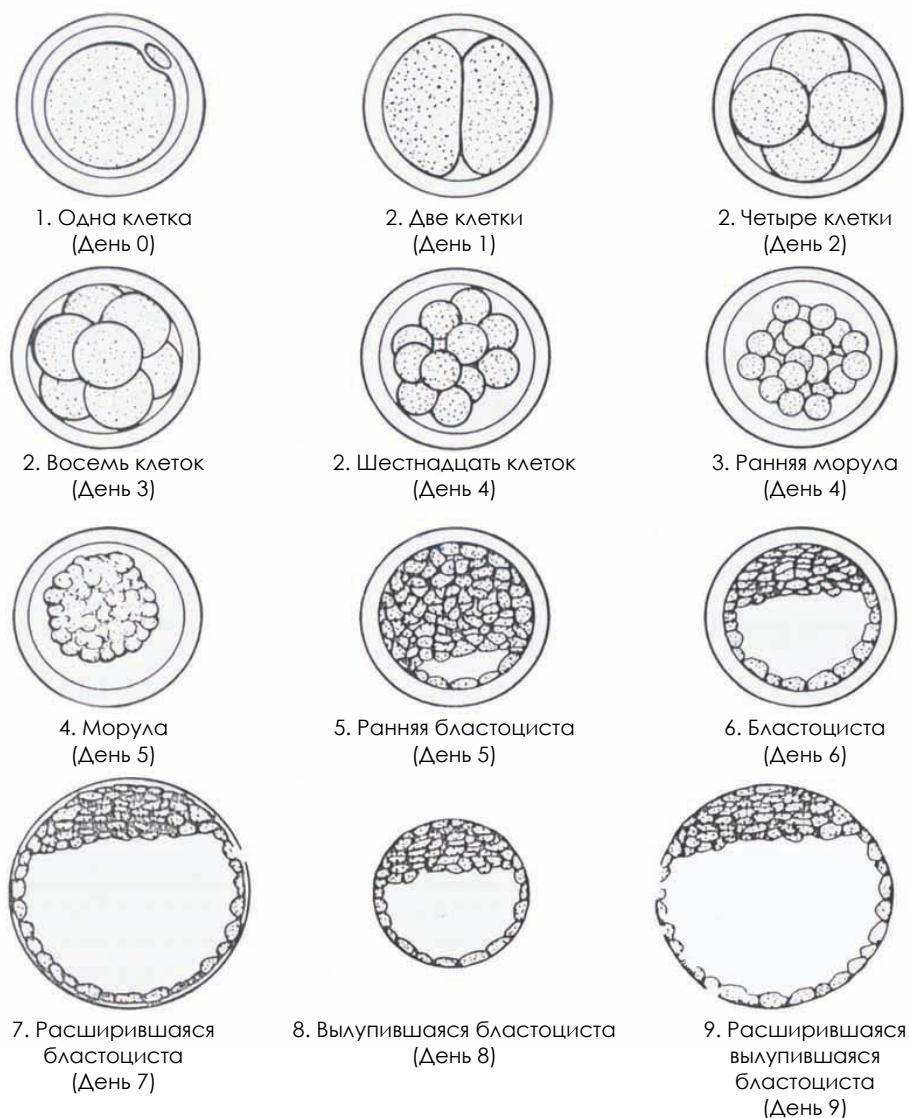 1. Одна клетка
(День 0)
2. Две клетки
(День 1)
2. Четыре клетки
(День 2)
2. Восемь клеток
(День 3)
2. Шестнадцать клеток
(День 4)
3. Ранняя морула
(День 4)
4. Морула
(День 5)
5. Ранняя бластоциста
(День 5)
6. Бластоциста
(День 6)
7. Расширившаяся
бластоциста
(День 7)
8. Вылупившаяся бластоциста
(День 8)
9. Расширившаяся
вылупившаяся
бластоциста
(День 9)